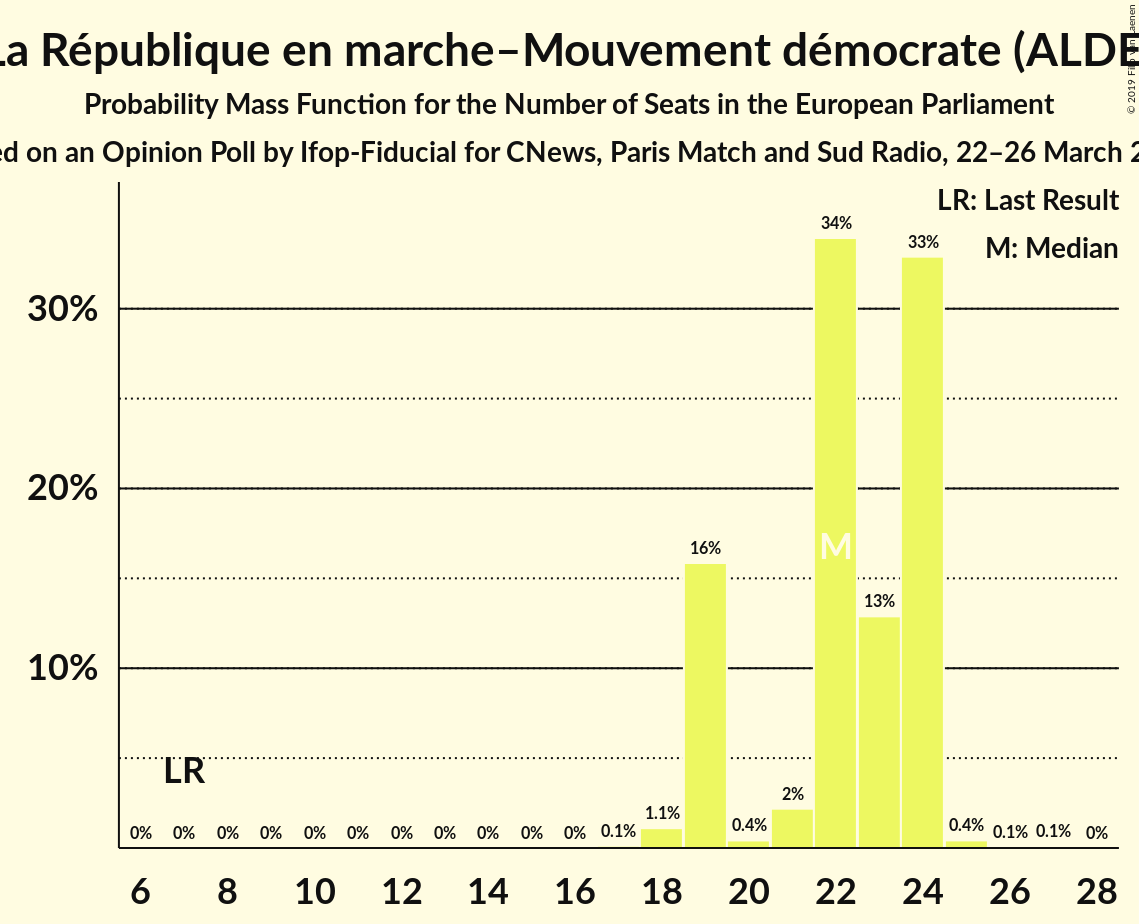 La République en marche–Mouvement démocrate (ALDE
Probability Mass Function for the Number of Seats in the European Parliament
ed on an Opinion Poll by Ifop-Fiducial for CNews, Paris Match and Sud Radio, 22–26 March 2
© 2019
LR: Last Result
M: Median
34%
33%
30%
20%
16%
M
13%
10%
LR
0% 0% 0% 0% 0% 0% 0% 0% 0% 0% 0% 0.1% 1.1% 0.4% 2% 0.4% 0.1% 0.1% 0%
6 8 10 12 14 16 18 20 22 24 26 28